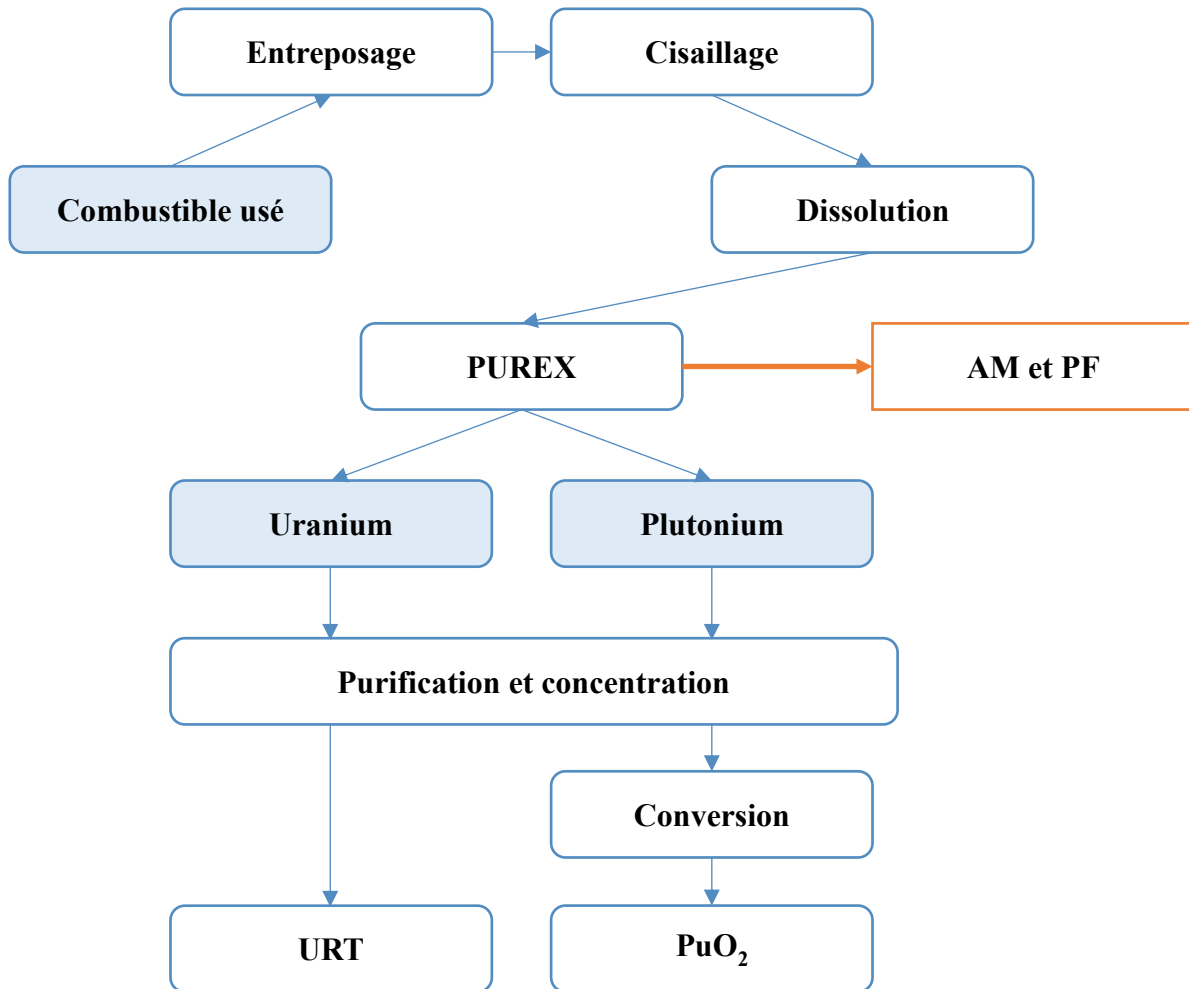 Entreposage
Cisaillage
Combustible usé
Dissolution
PUREX
AM et PF
Uranium
Plutonium
Purification et concentration
Conversion
URT
PuO₂